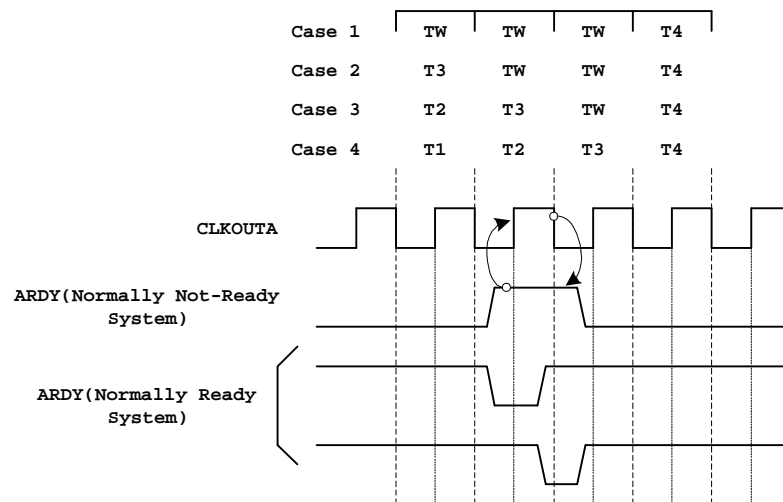 Case 1 TW TW TW T4
Case 2 T3 TW TW T4
Case 3 T2 T3 TW T4
Case 4 T1 T2 T3 T4
CLKOUTA
ARDY(Normally Not-Ready
System)
ARDY(Normally Ready
System)